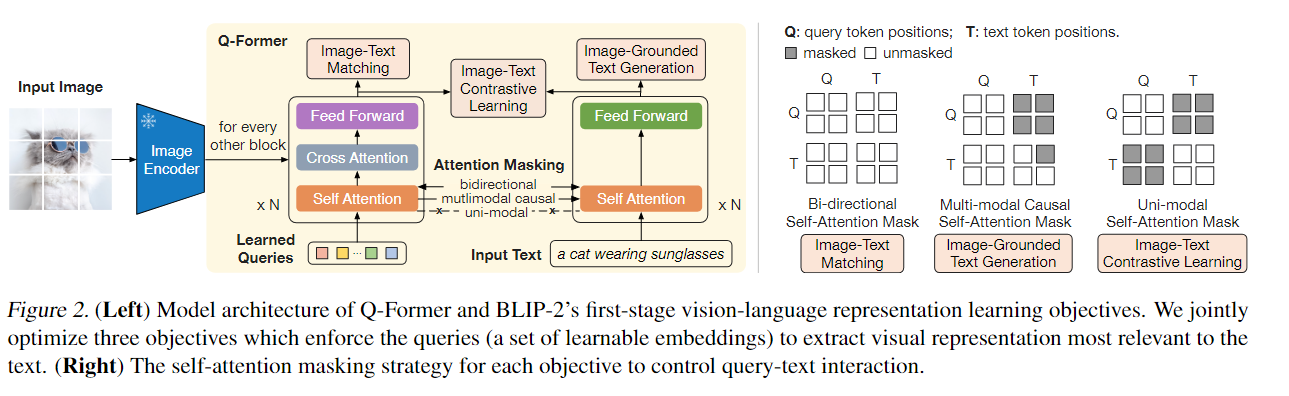 Q-Former
Input Image
Image
Encoder
for every
other block
Image-Text
Matching
Image-Text
Contrastive
Learning
Image-Grounded
Text Generation
Feed Forward
Cross Attention
Self Attention
x N
Attention Masking
bidirectional
mutlimodal causal
uni-modal
Feed Forward
Self Attention
x N
Learned
Queries
...
Input Text
a cat wearing sunglasses
Q: query token positions; T: text token positions.
masked unmasked
Q T
Q
T
Bi-directional
Self-Attention Mask
Image-Text
Matching
Q T
Q
T
Multi-modal Causal
Self-Attention Mask
Image-Grounded
Text Generation
Q T
Q
T
Uni-modal
Self-Attention Mask
Image-Text
Contrastive Learning
Figure 2. (Left) Model architecture of Q-Former and BLIP-2's first-stage vision-language representation learning objectives. We jointly
optimize three objectives which enforce the queries (a set of learnable embeddings) to extract visual representation most relevant to the
text. (Right) The self-attention masking strategy for each objective to control query-text interaction.